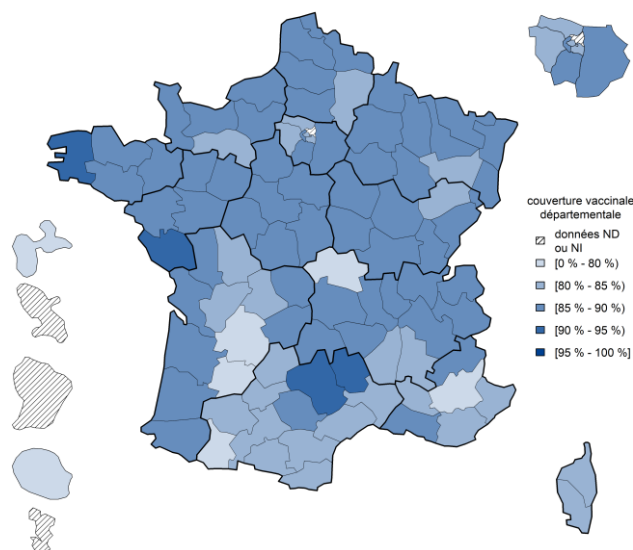 couverture vaccinale
départementale
données ND
ou NI
[0 % - 80 %)
[80 % - 85 %)
[85 % - 90 %)
[90 % - 95 %)
[95 % - 100 %]